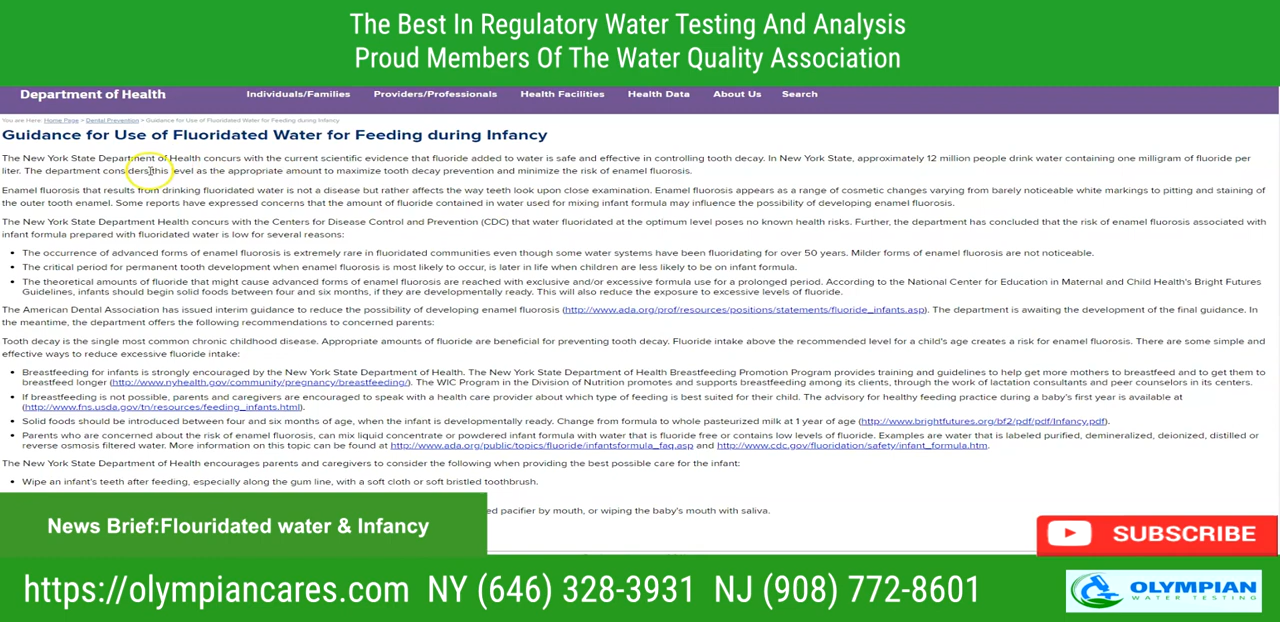 The Best In Regulatory Water Testing And Analysis
Proud Members Of The Water Quality Association
Department of Health
Individuals/Families
Providers/Professionals
Health Facilities
Health Data
About Us
Search
You are Here: Home Page > Dental Prevention > Guidance for Use of Fluoridated Water for Feeding during Infancy
Guidance for Use of Fluoridated Water for Feeding during Infancy
The New York State Department of Health concurs with the current scientific evidence that fluoride added to water is safe and effective in controlling tooth decay. In New York State, approximately 12 million people drink water containing one milligram of fluoride per
liter. The department considers this level as the appropriate amount to maximize tooth decay prevention and minimize the risk of enamel fluorosis.
Enamel fluorosis that results from drinking fluoridated water is not a disease but rather affects the way teeth look upon close examination. Enamel fluorosis appears as a range of cosmetic changes varying from barely noticeable white markings to pitting and staining of
the outer tooth enamel. Some reports have expressed concerns that the amount of fluoride contained in water used for mixing infant formula may influence the possibility of developing enamel fluorosis.
The New York State Department Health concurs with the Centers for Disease Control and Prevention (CDC) that water fluoridated at the optimum level poses no known health risks. Further, the department has concluded that the risk of enamel fluorosis associated with
infant formula prepared with fluoridated water is low for several reasons:
• The occurrence of advanced forms of enamel fluorosis is extremely rare in fluoridated communities even though some water systems have been fluoridating for over 50 years. Milder forms of enamel fluorosis are not noticeable.
• The critical period for permanent tooth development when enamel fluorosis is most likely to occur, is later in life when children are less likely to be on infant formula.
• The theoretical amounts of fluoride that might cause advanced forms of enamel fluorosis are reached with exclusive and/or excessive formula use for a prolonged period. According to the National Center for Education in Maternal and Child Health's Bright Futures
Guidelines, infants should begin solid foods between four and six months, if they are developmentally ready. This will also reduce the exposure to excessive levels of fluoride.
The American Dental Association has issued interim guidance to reduce the possibility of developing enamel fluorosis (http://www.ada.org/prof/resources/positions/statements/fluoride_infants.asp). The department is awaiting the development of the final guidance. In
the meantime, the department offers the following recommendations to concerned parents:
Tooth decay is the single most common chronic childhood disease. Appropriate amounts of fluoride are beneficial for preventing tooth decay. Fluoride intake above the recommended level for a child's age creates a risk for enamel fluorosis. There are some simple and
effective ways to reduce excessive fluoride intake:
• Breastfeeding for infants is strongly encouraged by the New York State Department of Health. The New York State Department of Health Breastfeeding Promotion Program provides training and guidelines to help get more mothers to breastfeed and to get them to
breastfeed longer (http://www.nyhealth.gov/community/pregnancy/breastfeeding/). The WIC Program in the Division of Nutrition promotes and supports breastfeeding among its clients, through the work of lactation consultants and peer counselors in its centers.
• If breastfeeding is not possible, parents and caregivers are encouraged to speak with a health care provider about which type of feeding is best suited for their child. The advisory for healthy feeding practice during a baby's first year is available at
(http://www.fns.usda.gov/tn/resources/feeding_infants.html).
• Solid foods should be introduced between four and six months of age, when the infant is developmentally ready. Change from formula to whole pasteurized milk at 1 year of age (http://www.brightfutures.org/bf2/pdf/pdf/Infancy.pdf).
• Parents who are concerned about the risk of enamel fluorosis, can mix liquid concentrate or powdered infant formula with water that is fluoride free or contains low levels of fluoride. Examples are water that is labeled purified, demineralized, deionized, distilled or
reverse osmosis filtered water. More information on this topic can be found at http://www.ada.org/public/topics/fluoride/infantsformula_faq.asp and http://www.cdc.gov/fluoridation/safety/infant_formula.htm.
The New York State Department of Health encourages parents and caregivers to consider the following when providing the best possible care for the infant:
• Wipe an infant's teeth after feeding, especially along the gum line, with a soft cloth or soft bristled toothbrush.
ed pacifier by mouth, or wiping the baby's mouth with saliva.
News Brief:Flouridated water & Infancy
SUBSCRIBE
https://olympiancares.com NY (646) 328-3931 NJ (908) 772-8601
OLYMPIAN
WATER TESTING